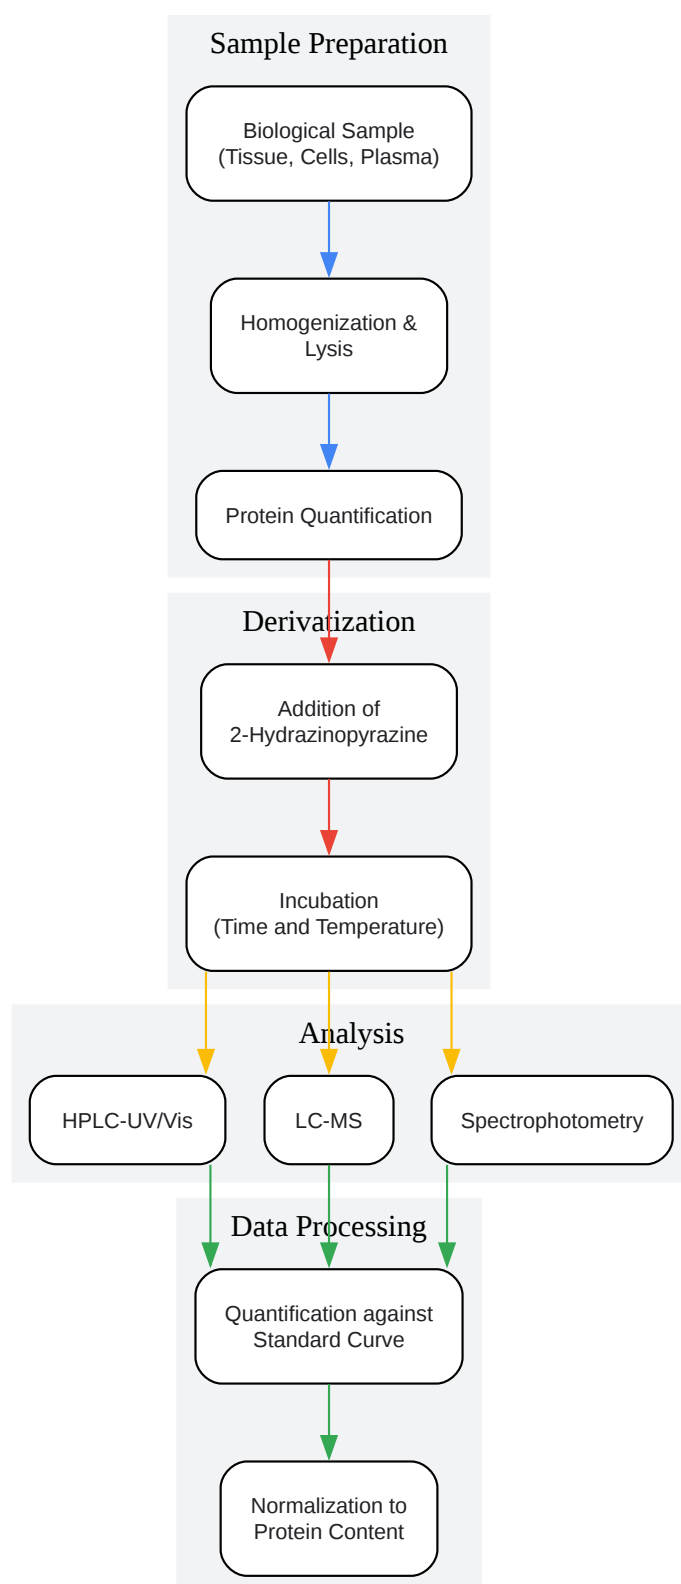 Sample Preparation
Biological Sample
(Tissue, Cells, Plasma)
Homogenization &
Lysis
Protein Quantification
Derivatization
Addition of
2-Hydrazinopyrazine
Incubation
(Time and Temperature)
Analysis
HPLC-UV/Vis
LC-MS
Spectrophotometry
Data Processing
Quantification against
Standard Curve
Normalization to
Protein Content